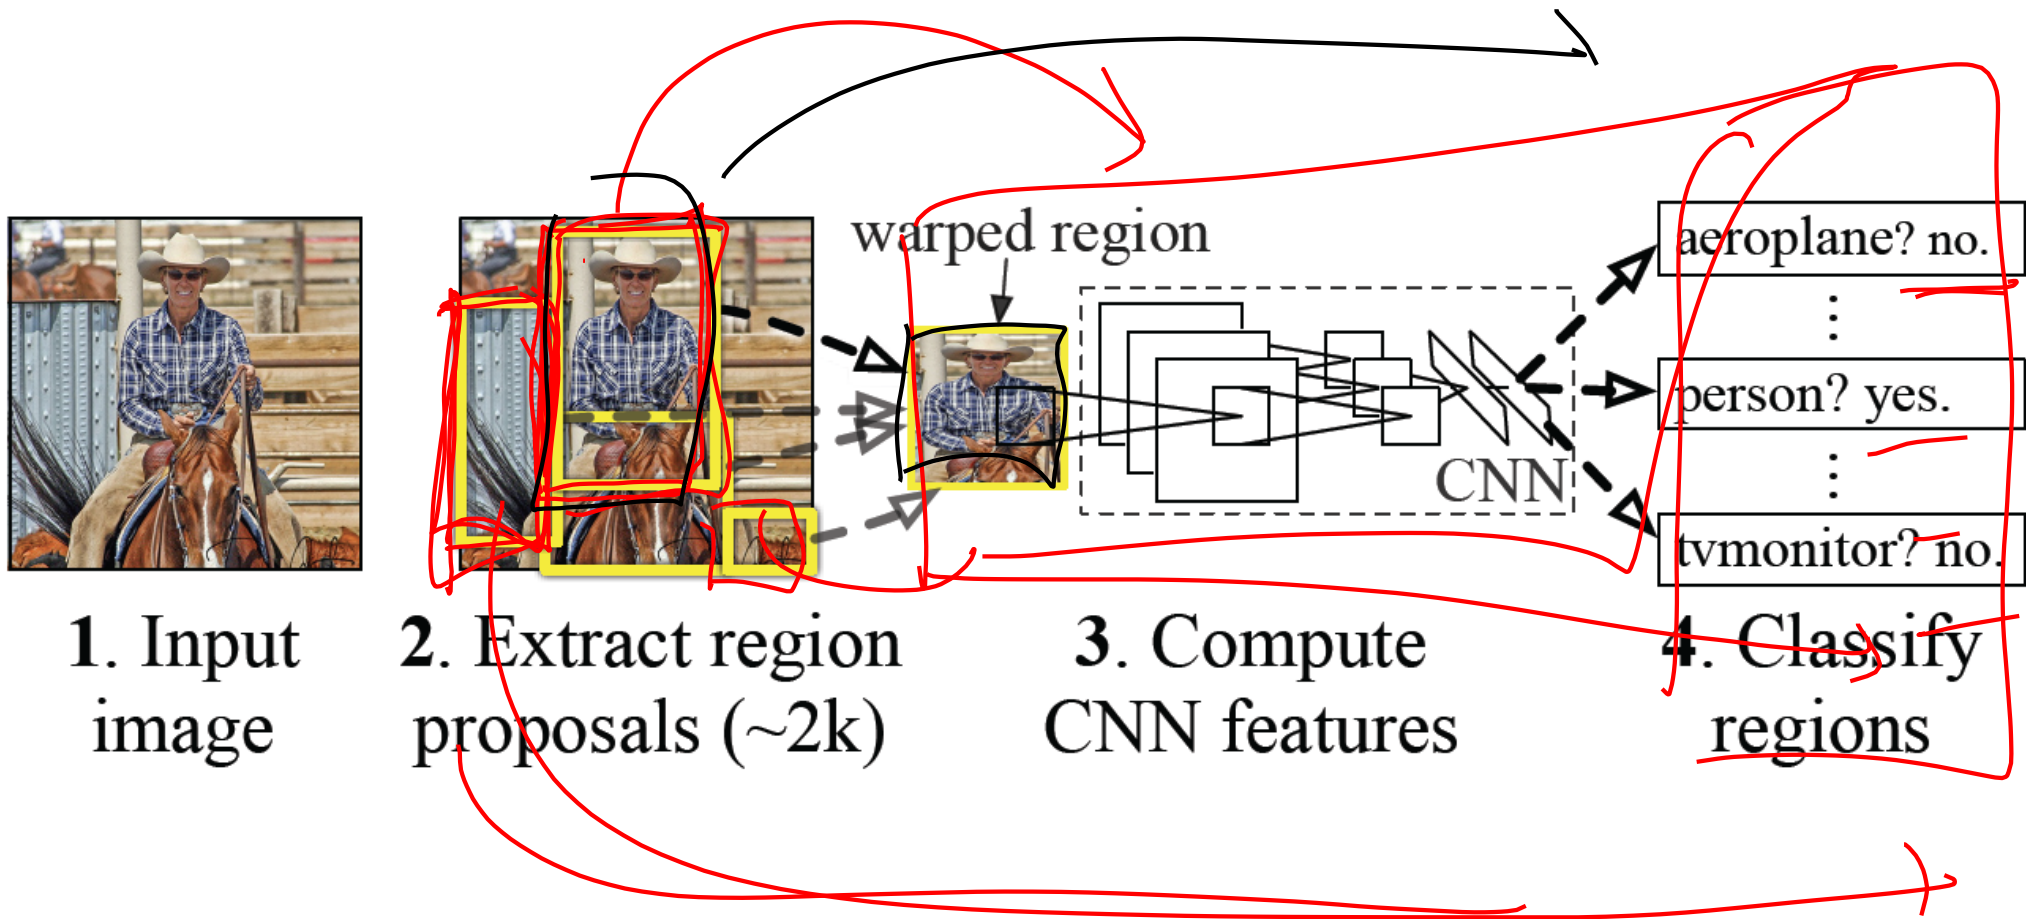 warped region
aeroplane? no.
person? yes.
CNN
tvmonitor? no.
1. Input
image
2. Extract region
proposals (~2k)
3. Compute
CNN features
4. Classify
regions